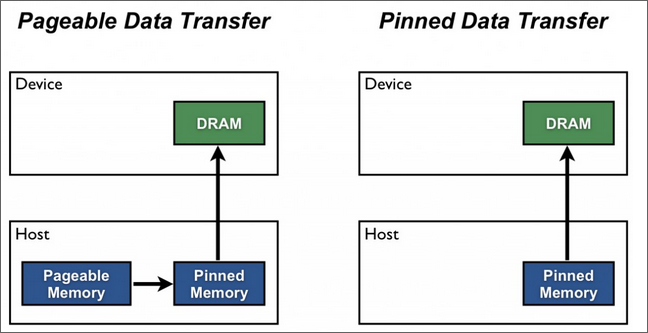 Pageable Data Transfer
Device
DRAM
Host
Pageable
Memory
Pinned
Memory
Pinned Data Transfer
Device
DRAM
Host
Pinned
Memory